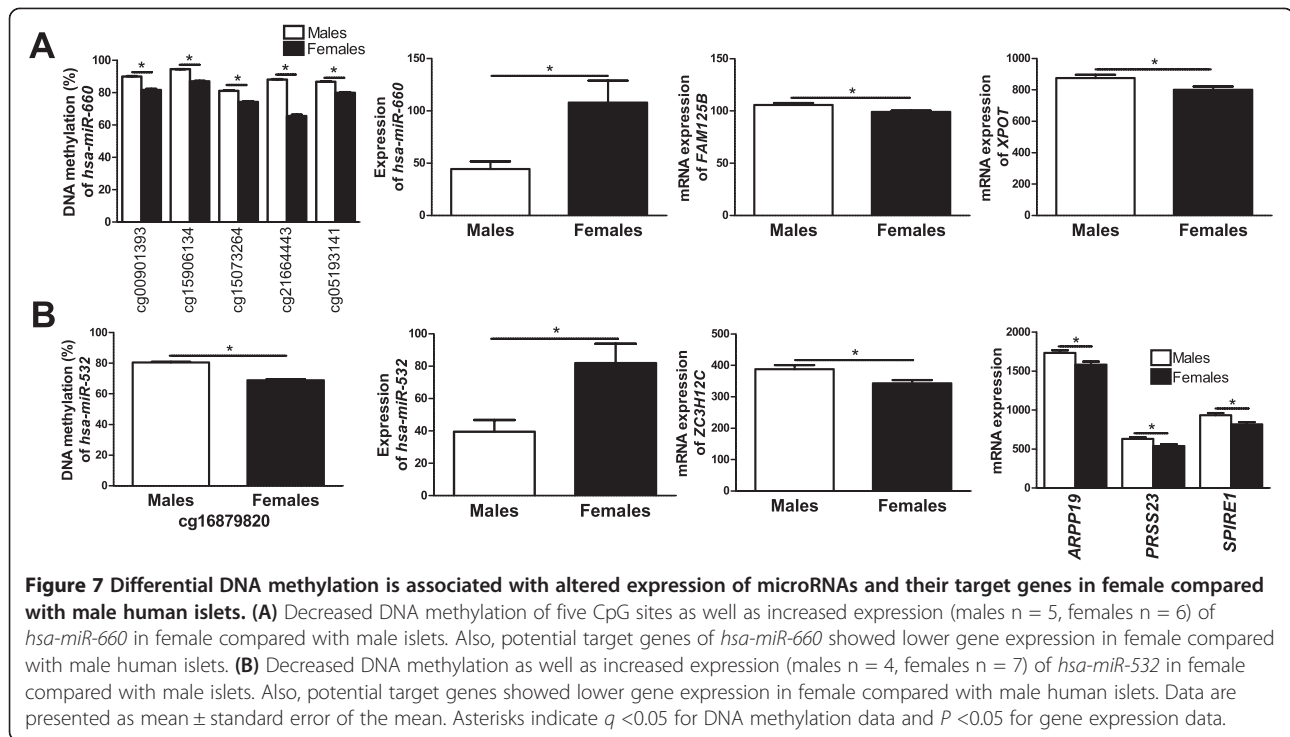 A
Males
Females
DNA methylation (%)
of hsa-miR-660
100
80
60
40
20
0
* * * * *
cg00901393
cg15906134
cg15073264
cg21664443
cg05193141
Expression
of hsa-miR-660
150
100
50
0
*
Males Females
mRNA expression
of FAM125B
150
100
50
0
*
Males Females
mRNA expression
of XPOT
1000
800
600
400
200
0
*
Males Females
B
DNA methylation (%)
of hsa-miR-532
100
80
60
40
20
0
*
Males Females
cg16879820
Expression
of hsa-miR-532
100
80
60
40
20
0
*
Males Females
mRNA expression
of ZC3H12C
500
400
300
200
100
0
*
Males Females
mRNA expression
2000
1500
1000
500
0
* * *
Males
Females
ARPP19
PRSS23
SPIRE1
Figure 7 Differential DNA methylation is associated with altered expression of microRNAs and their target genes in female compared
with male human islets. (A) Decreased DNA methylation of five CpG sites as well as increased expression (males n = 5, females n = 6) of
hsa-miR-660 in female compared with male islets. Also, potential target genes of hsa-miR-660 showed lower gene expression in female compared
with male human islets. (B) Decreased DNA methylation as well as increased expression (males n = 4, females n = 7) of hsa-miR-532 in female
compared with male islets. Also, potential target genes showed lower gene expression in female compared with male human islets. Data are
presented as mean ± standard error of the mean. Asterisks indicate q <0.05 for DNA methylation data and P <0.05 for gene expression data.